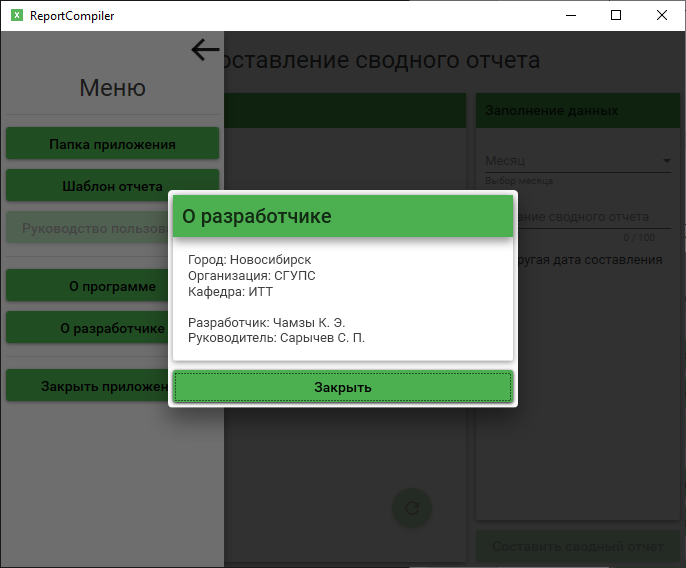 ReportCompiler
оставление сводного отчета
Меню
Папка приложения
Шаблон отчета
Руководство пользова
О программе
О разработчике
Закрыть приложен
Заполнение данных
Месяц
Выбор месяца
ание сводного отчета
0 / 100
ругая дата составления
Составить сводный отчет
О разработчике
Город: Новосибирск
Организация: СГУПС
Кафедра: ИТТ
Разработчик: Чамзы К. Э.
Руководитель: Сарычев С. П.
Закрыть